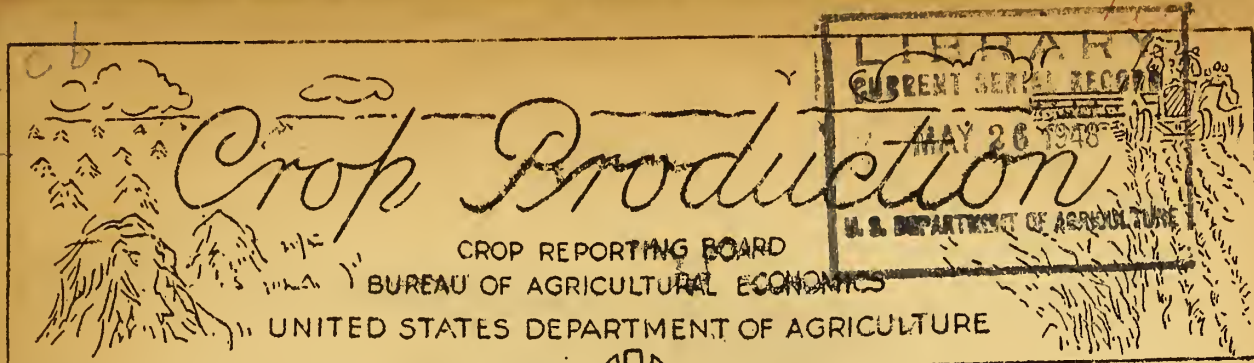 cb
LIBRARY
CURRENT SERIAL RECORD
MAY 26 1948
U. S. DEPARTMENT OF AGRICULTURE
Crop Production
CROP REPORTING BOARD
BUREAU OF AGRICULTURAL ECONOMICS
UNITED STATES DEPARTMENT OF AGRICULTURE